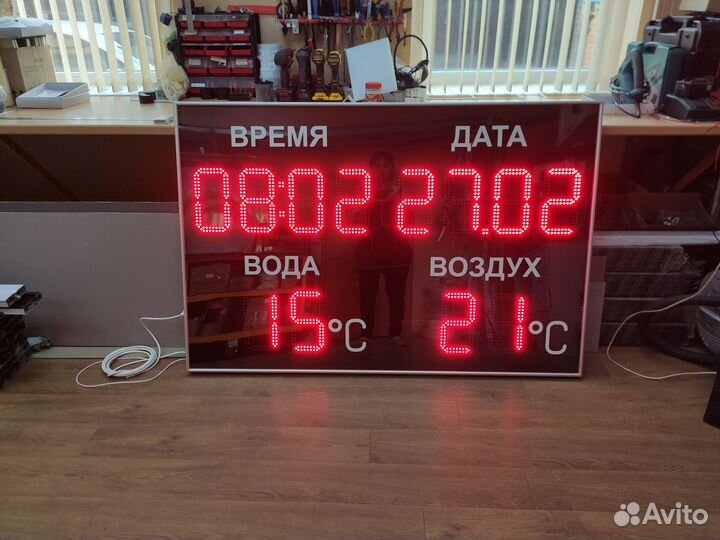 ВРЕМЯ ДАТА
08:02 27.02
ВОДА ВОЗДУХ
15°C 21°C
Avito